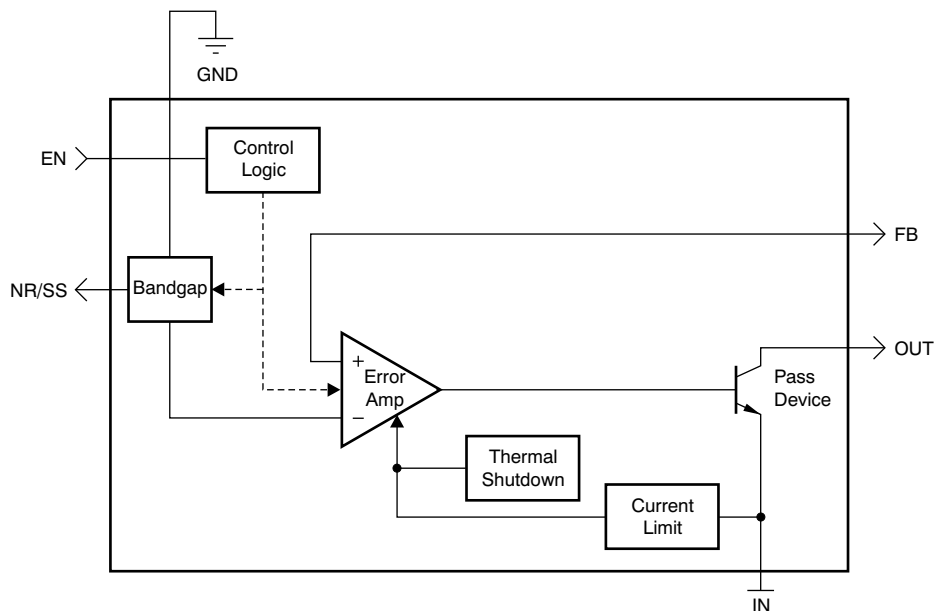 GND
EN
Control
Logic
FB
NR/SS
Bandgap
OUT
+
Error
Amp
−
Pass
Device
Thermal
Shutdown
Current
Limit
IN